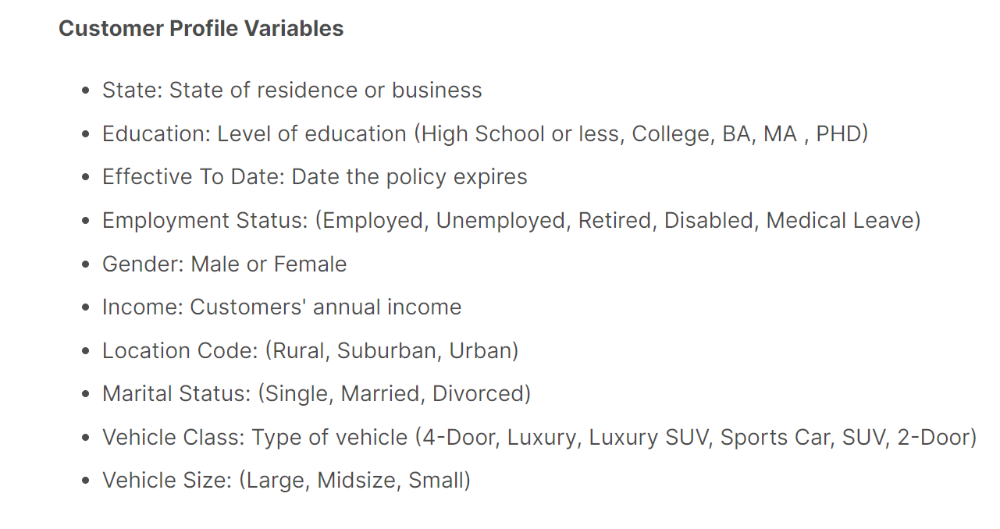 Customer Profile Variables
• State: State of residence or business
• Education: Level of education (High School or less, College, BA, MA , PHD)
• Effective To Date: Date the policy expires
• Employment Status: (Employed, Unemployed, Retired, Disabled, Medical Leave)
• Gender: Male or Female
• Income: Customers' annual income
• Location Code: (Rural, Suburban, Urban)
• Marital Status: (Single, Married, Divorced)
• Vehicle Class: Type of vehicle (4-Door, Luxury, Luxury SUV, Sports Car, SUV, 2-Door)
• Vehicle Size: (Large, Midsize, Small)